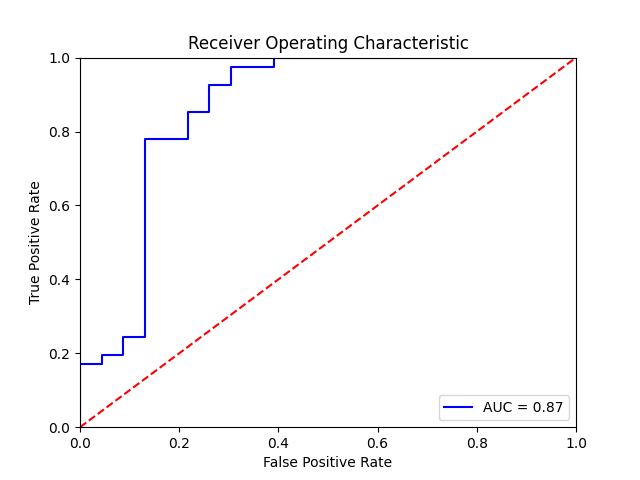 Receiver Operating Characteristic
True Positive Rate
1.0
0.8
0.6
0.4
0.2
0.0
AUC = 0.87
0.0 0.2 0.4 0.6 0.8 1.0
False Positive Rate